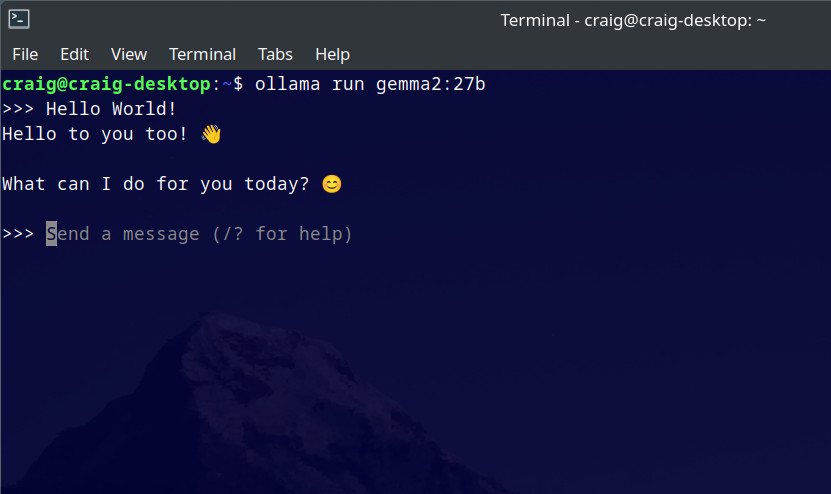 Terminal - craig@craig-desktop: ~
File Edit View Terminal Tabs Help
craig@craig-desktop:~$ ollama run gemma2:27b
>>> Hello World!
Hello to you too! 👋
What can I do for you today? 😊
>>> Send a message (/? for help)